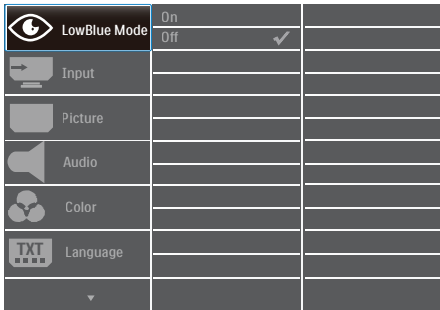 LowBlue Mode
On
Off
Input
Picture
Audio
Color
TXT
Language